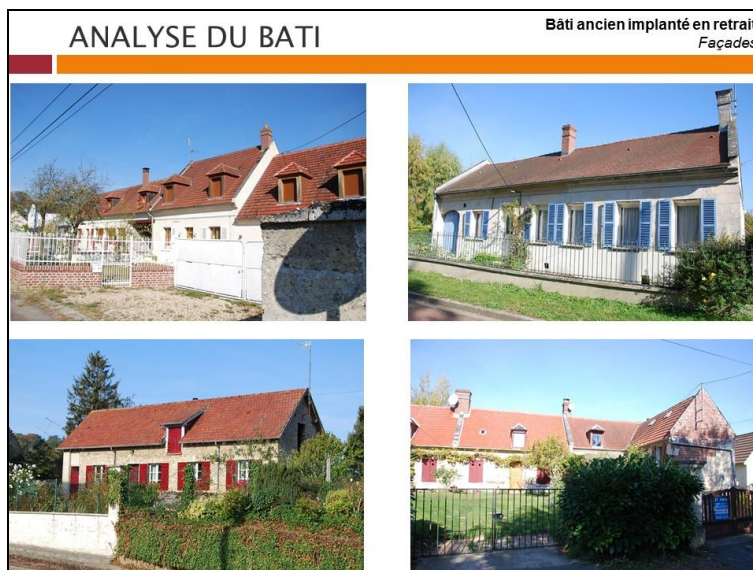 ANALYSE DU BATI
Bâti ancien implanté en retrait
Façades